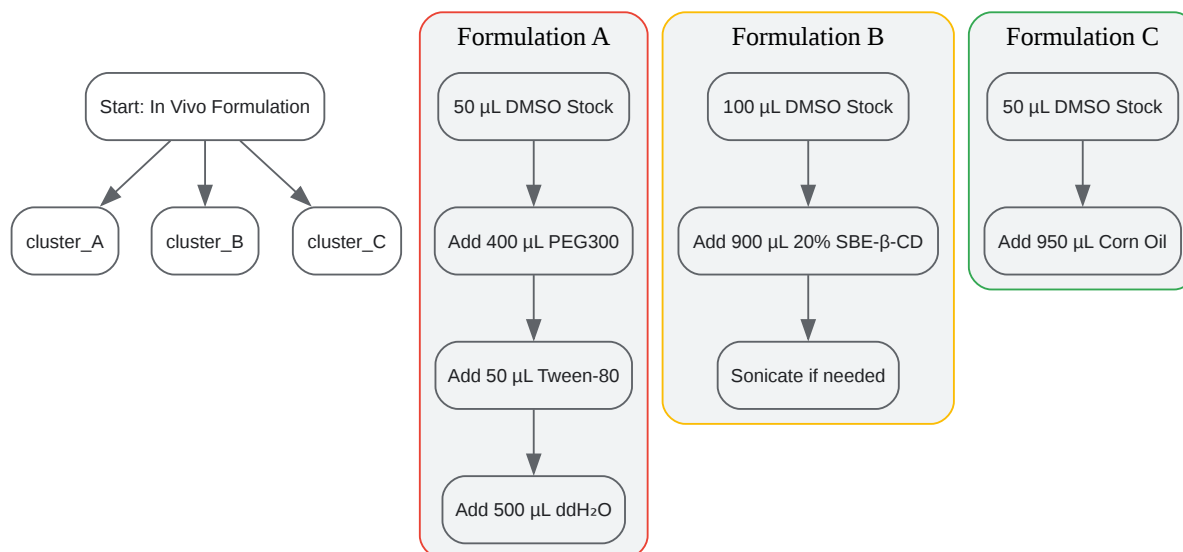 Start: In Vivo Formulation
cluster_A
cluster_B
cluster_C
Formulation A
50 µL DMSO Stock
Add 400 µL PEG300
Add 50 µL Tween-80
Add 500 µL ddH₂O
Formulation B
100 µL DMSO Stock
Add 900 µL 20% SBE-β-CD
Sonicate if needed
Formulation C
50 µL DMSO Stock
Add 950 µL Corn Oil